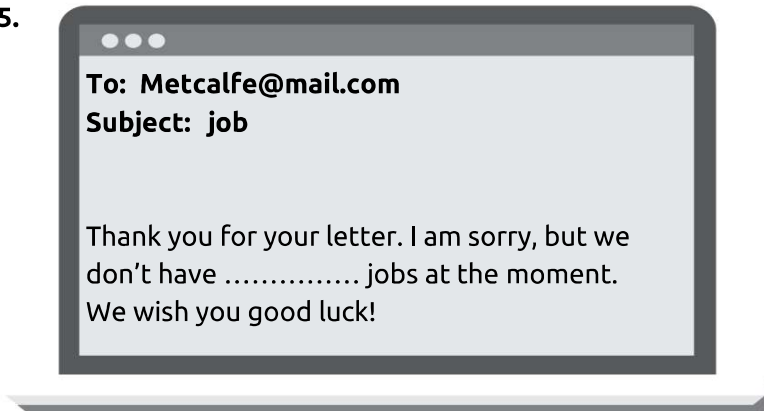 5.
To: Metcalfe@mail.com
Subject: job
Thank you for your letter. I am sorry, but we
don't have ............... jobs at the moment.
We wish you good luck!